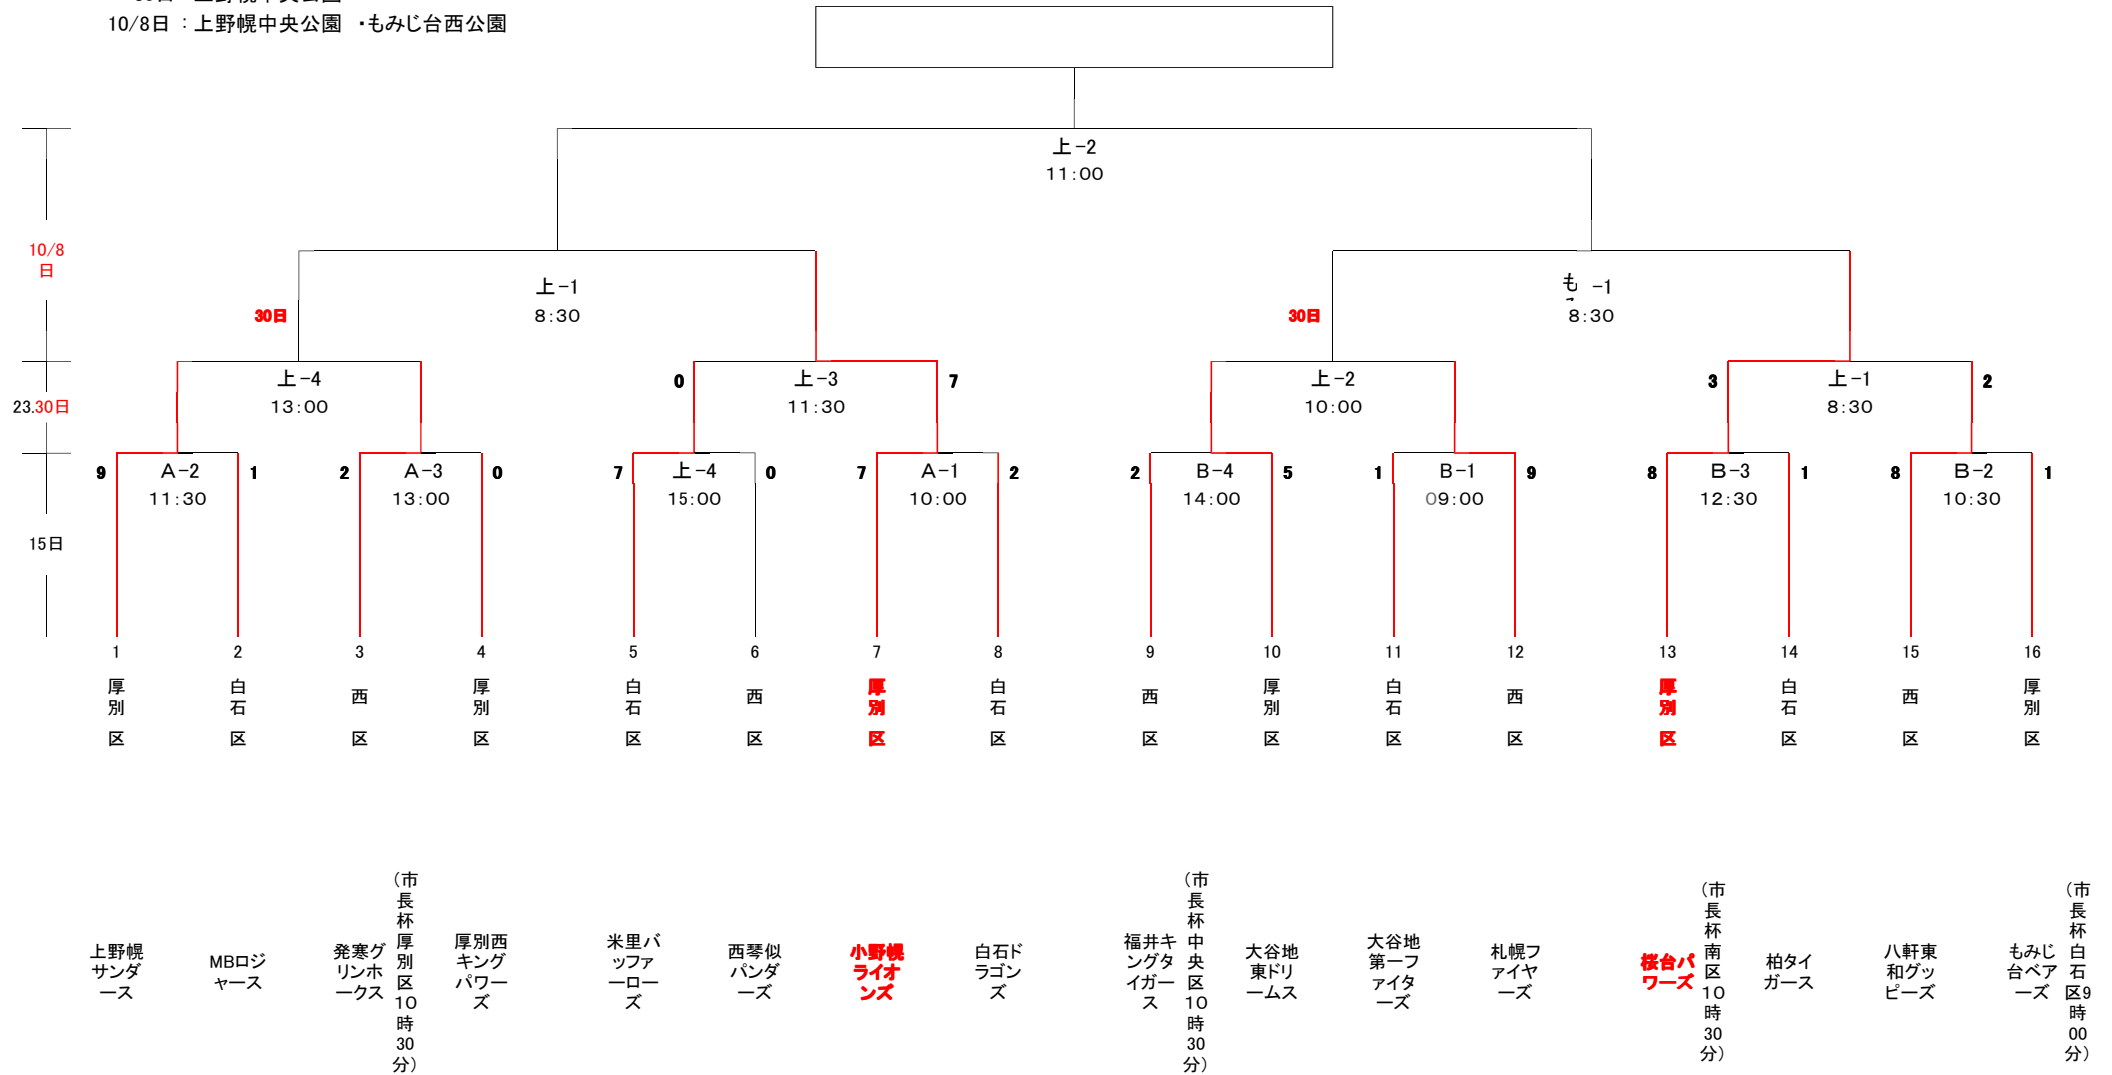 10/8日 ：上野幌中央公園 ・もみじ台西公園
上-2
11:00
10/8
日
上-1
8:30
30日
-1
8:30
30日
23.30日
上-4
13:00
0
上-3
11:30
7
上-2
10:00
3
上-1
8:30
2
9
A-2
11:30
1
2
A-3
13:00
0
7
上-4
15:00
0
7
A-1
10:00
2
2
B-4
14:00
5
1
B-1
09:00
9
8
B-3
12:30
1
8
B-2
10:30
1
15日
1
2
3
4
5
6
7
8
9
10
11
12
13
14
15
16
厚別区
白石区
西区
厚別区
白石区
西区
厚別区
白石区
西区
厚別区
白石区
西区
厚別区
白石区
西区
厚別区
上野幌
サンダ
ース
MBロジ
ャース
発寒グ
リンホ
ークス
（市長杯厚別区10時30分）
厚別西
キング
パワー
ズ
米里バ
ッファ
ーロー
ズ
西琴似
パンダ
ーズ
小野幌
ライオ
ンズ
白石ド
ラゴン
ズ
福井キ
ングタ
イガー
ス
（市長杯中央区10時30分）
大谷地
東ドリ
ームス
大谷地
第一フ
ァイタ
ーズ
札幌フ
ァイヤ
ーズ
桜台パ
ワーズ
（市長杯南区10時30分）
柏タイ
ガース
八軒東
和グッ
ピーズ
もみじ
台ベア
ーズ
（市長杯白石区9時00分）